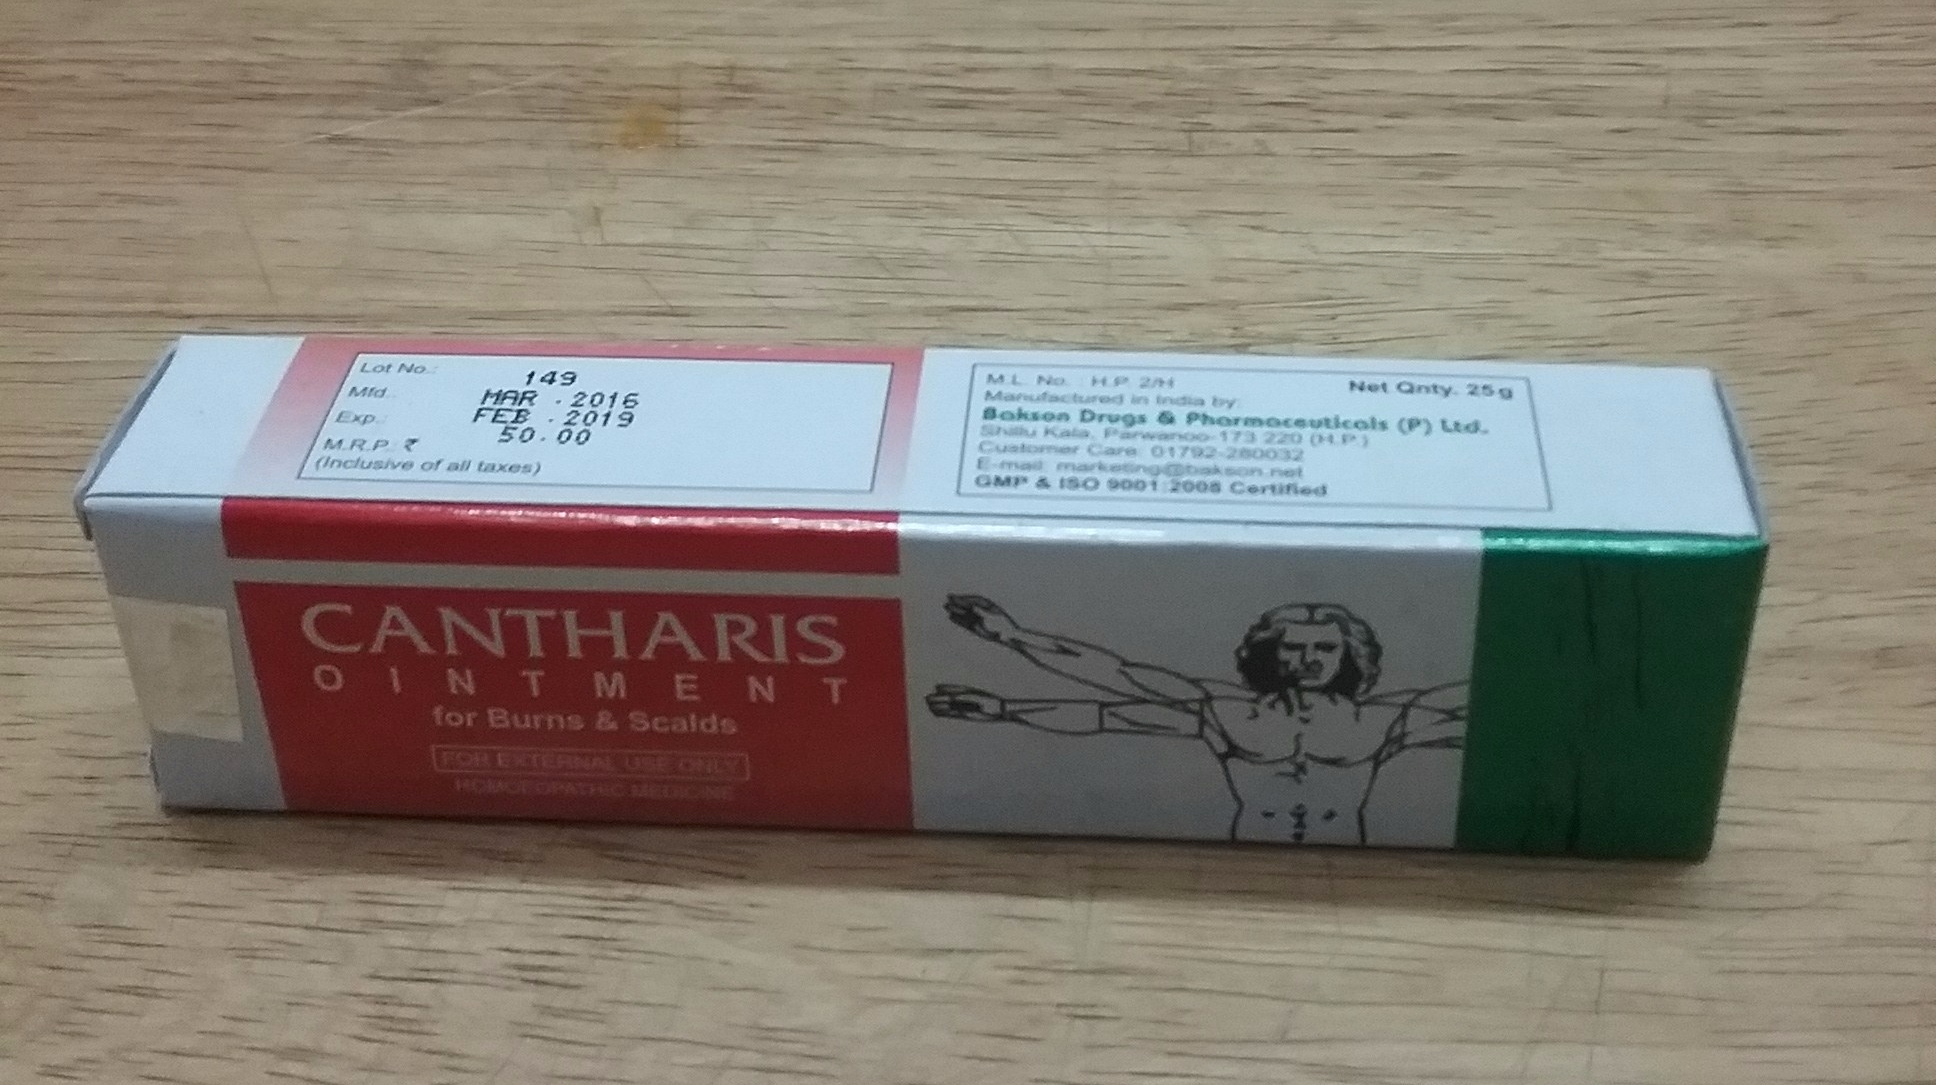 Lot No.: 149
Mfd.: MAR . 2016
Exp.: FEB . 2019
M.R.P. ₹ 50.00
(Inclusive of all taxes)
M.L. No. : H.P. 2/H
Net Qnty. 25 g
Manufactured in India by:
Bakson Drugs & Pharmaceuticals (P) Ltd.
Shillu Kala, Parwanoo-173 220 (H.P.)
Customer Care: 01792-280032
E-mail: marketing@bakson.net
GMP & ISO 9001:2008 Certified
CANTHARIS
OINTMENT
for Burns & Scalds
FOR EXTERNAL USE ONLY
HOMOEOPATHIC MEDICINE